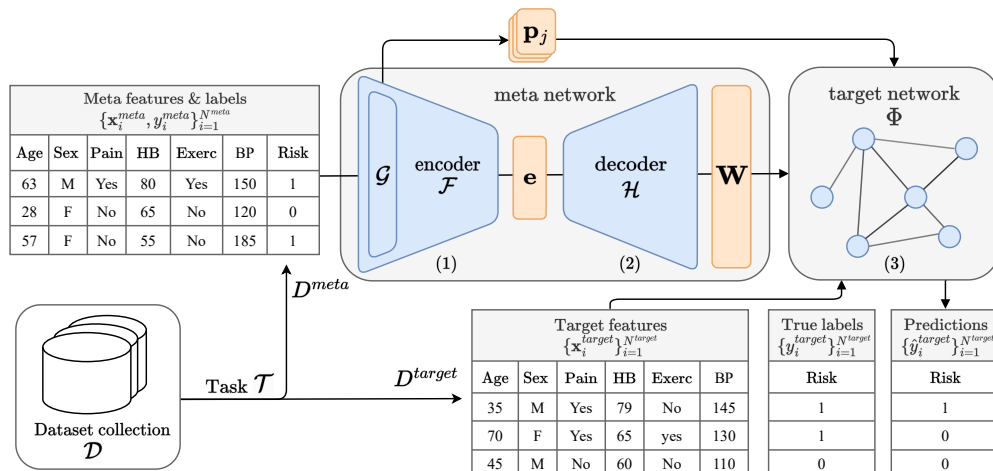 𝐩_j
Meta features & labels
{𝐱_i^{meta}, y_i^{meta}}_{i=1}^{N^{meta}}
Age Sex Pain HB Exerc BP Risk
63 M Yes 80 Yes 150 1
28 F No 65 No 120 0
57 F No 55 No 185 1
meta network
𝒢
encoder
ℱ
(1)
𝐞
decoder
ℋ
(2)
𝐖
target network
Φ
(3)
D^{meta}
Dataset collection
𝒟
Task 𝒯
D^{target}
Target features
{𝐱_i^{target}}_{i=1}^{N^{target}}
Age Sex Pain HB Exerc BP
35 M Yes 79 No 145
70 F Yes 65 yes 130
45 M No 60 No 110
True labels
{y_i^{target}}_{i=1}^{N^{target}}
Risk
1
1
0
Predictions
{ŷ_i^{target}}_{i=1}^{N^{target}}
Risk
1
0
0